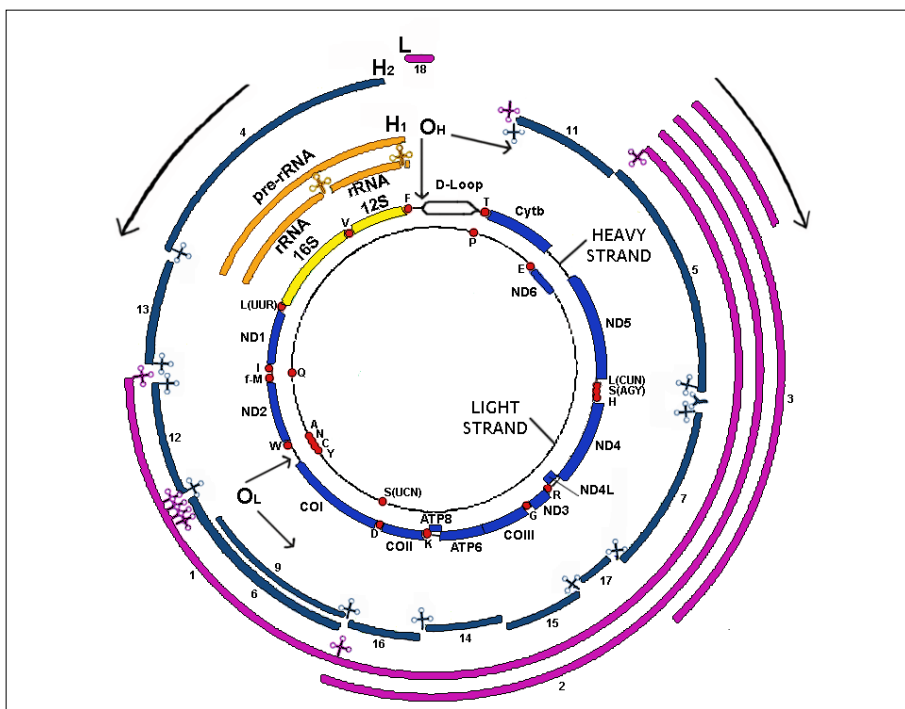 L
18
H2
4
H1
OH
11
pre-rRNA
rRNA
12S
rRNA
16S
F
D-Loop
T
Cytb
V
P
HEAVY
STRAND
E
ND6
5
13
L(UUR)
ND1
ND5
I
f-M
Q
L(CUN)
S(AGY)
H
3
ND2
LIGHT
STRAND
ND4
12
W
A
N
C
Y
OL
S(UCN)
R
ND4L
7
COI
ATP8
G
ND3
D
COII
K
ATP6
COIII
9
1
6
17
16
14
15
2